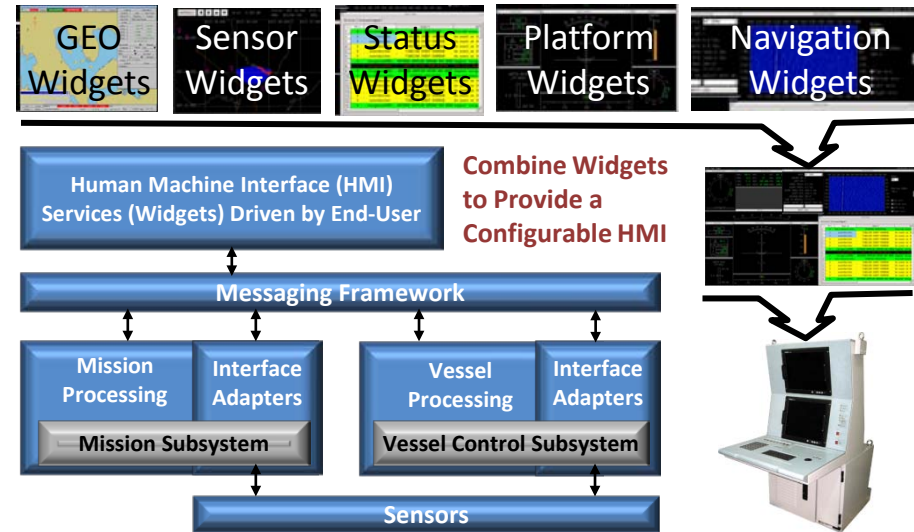 GEO
Widgets
Sensor
Widgets
Status
Widgets
Platform
Widgets
Navigation
Widgets
Human Machine Interface (HMI)
Services (Widgets) Driven by End-User
Combine Widgets
to Provide a
Configurable HMI
Messaging Framework
Mission
Processing
Interface
Adapters
Vessel
Processing
Interface
Adapters
Mission Subsystem
Vessel Control Subsystem
Sensors